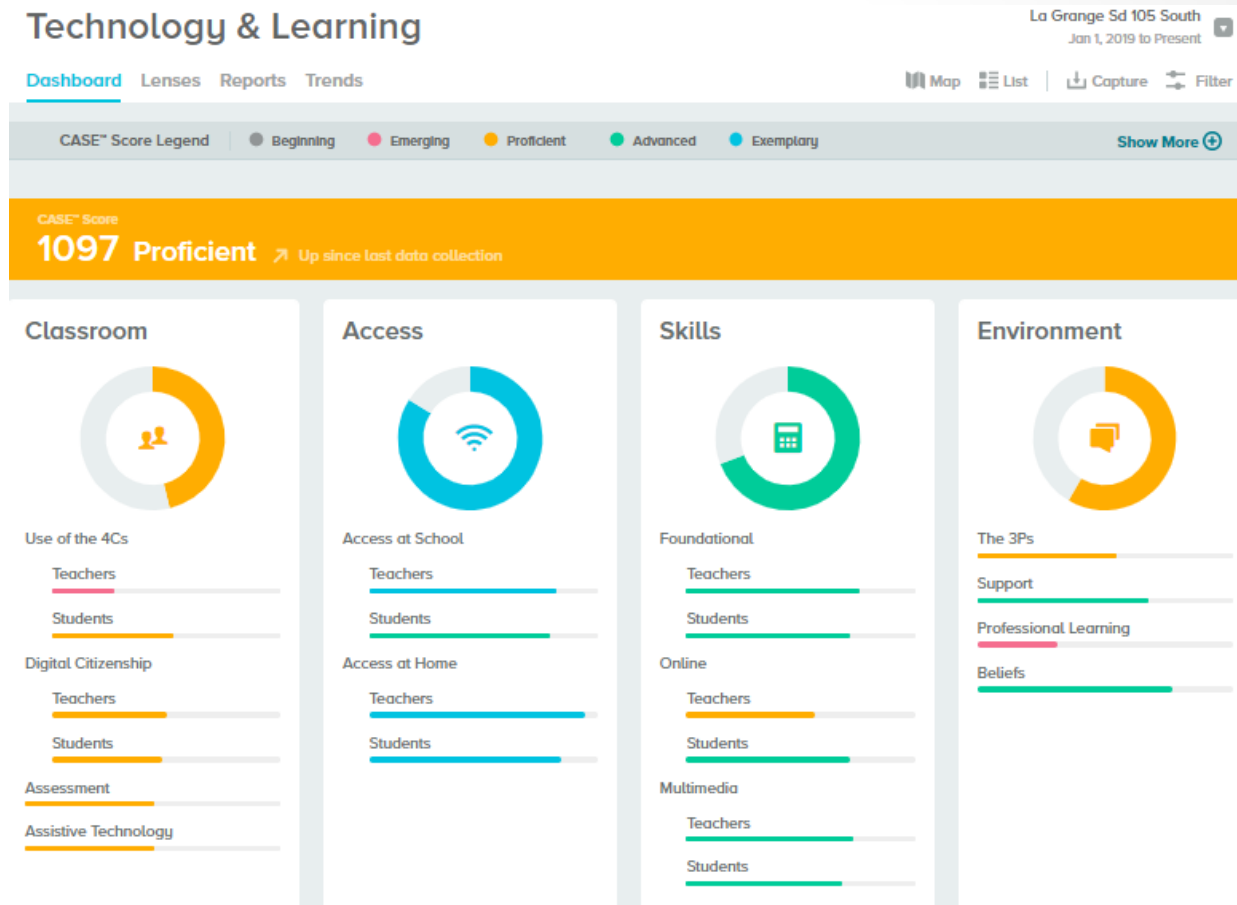 Technology & Learning
La Grange Sd 105 South
Jan 1, 2019 to Present
Dashboard Lenses Reports Trends
Map List Capture Filter
CASE™ Score Legend Beginning Emerging Proficient Advanced Exemplary Show More
CASE™ Score
1097 Proficient Up since last data collection
Classroom
Use of the 4Cs
Teachers
Students
Digital Citizenship
Teachers
Students
Assessment
Assistive Technology
Access
Access at School
Teachers
Students
Access at Home
Teachers
Students
Skills
Foundational
Teachers
Students
Online
Teachers
Students
Multimedia
Teachers
Students
Environment
The 3Ps
Support
Professional Learning
Beliefs